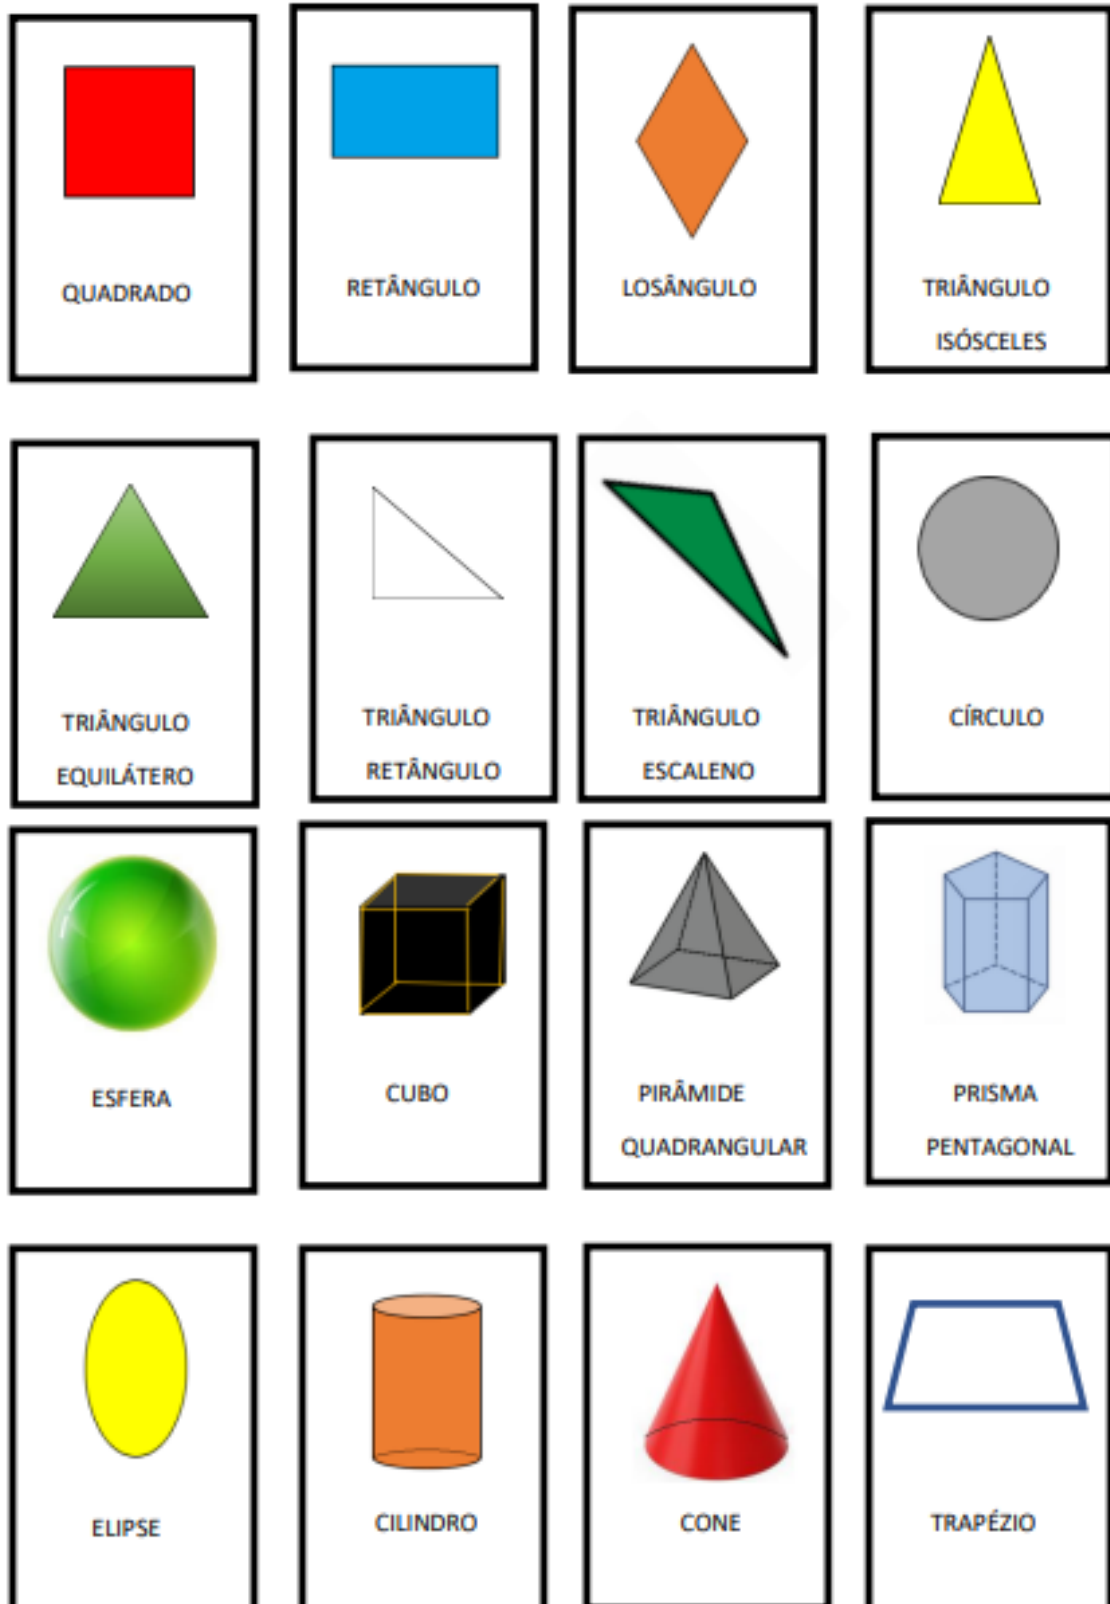 QUADRADO
RETÂNGULO
LOSÂNGULO
TRIÂNGULO
ISÓSCELES
TRIÂNGULO
EQUILÁTERO
TRIÂNGULO
RETÂNGULO
TRIÂNGULO
ESCALENO
CÍRCULO
ESFERA
CUBO
PIRÂMIDE
QUADRANGULAR
PRISMA
PENTAGONAL
ELIPSE
CILINDRO
CONE
TRAPÉZIO